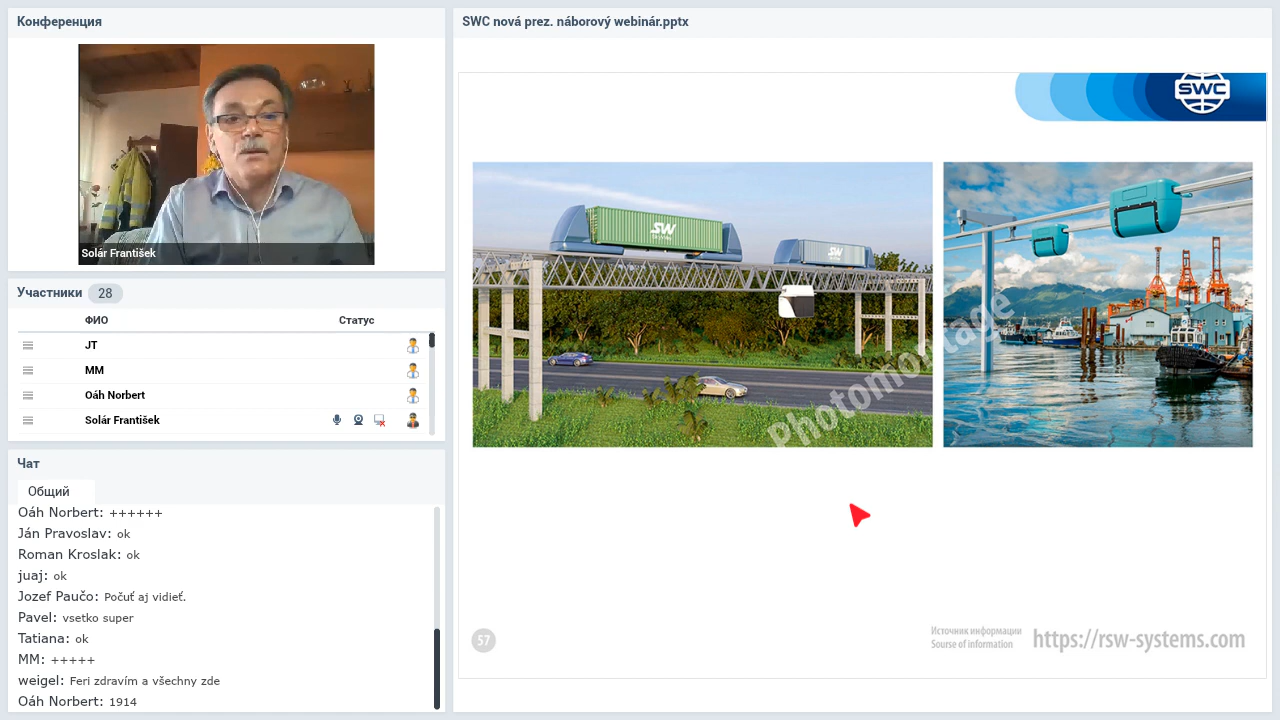 Конференция
Solár František
Участники 28
ФИО Статус
JT
MM
Oáh Norbert
Solár František
Чат
Общий
Oáh Norbert: ++++++
Ján Pravoslav: ok
Roman Kroslak: ok
juaj: ok
Jozef Paučo: Počuť aj vidieť.
Pavel: vsetko super
Tatiana: ok
MM: +++++
weigel: Feri zdravím a všechny zde
Oáh Norbert: 1914
SWC nová prez. náborový webinár.pptx
SWC
SW
SW
Photomontage
57
Источник информации
Sourse of information
https://rsw-systems.com